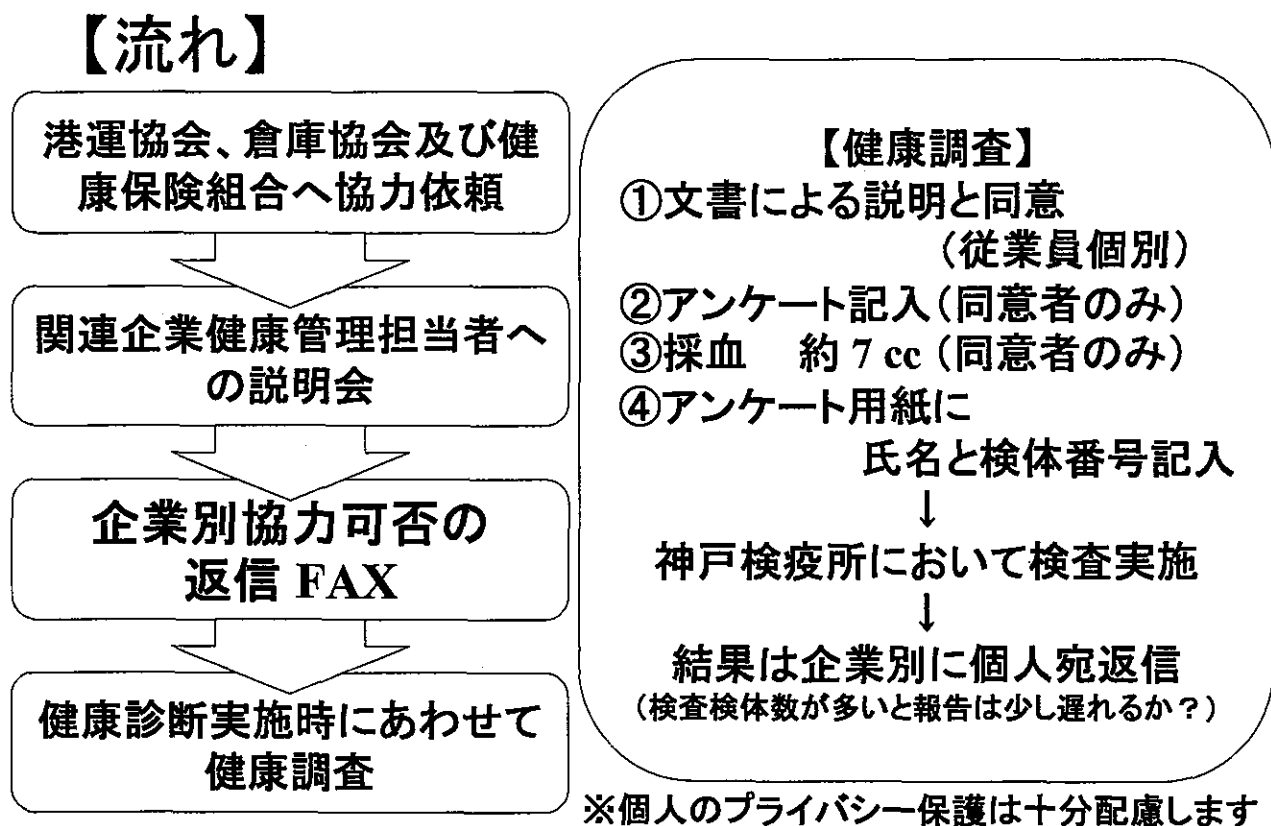 【流れ】
港運協会、倉庫協会及び健
康保険組合へ協力依頼
関連企業健康管理担当者へ
の説明会
企業別協力可否の
返信 FAX
健康診断実施時にあわせて
健康調査
【健康調査】
①文書による説明と同意
(従業員個別)
②アンケート記入(同意者のみ)
③採血 約 7 cc (同意者のみ)
④アンケート用紙に
氏名と検体番号記入
↓
神戸検疫所において検査実施
↓
結果は企業別に個人宛返信
(検査検体数が多いと報告は少し遅れるか？)
※個人のプライバシー保護は十分配慮します